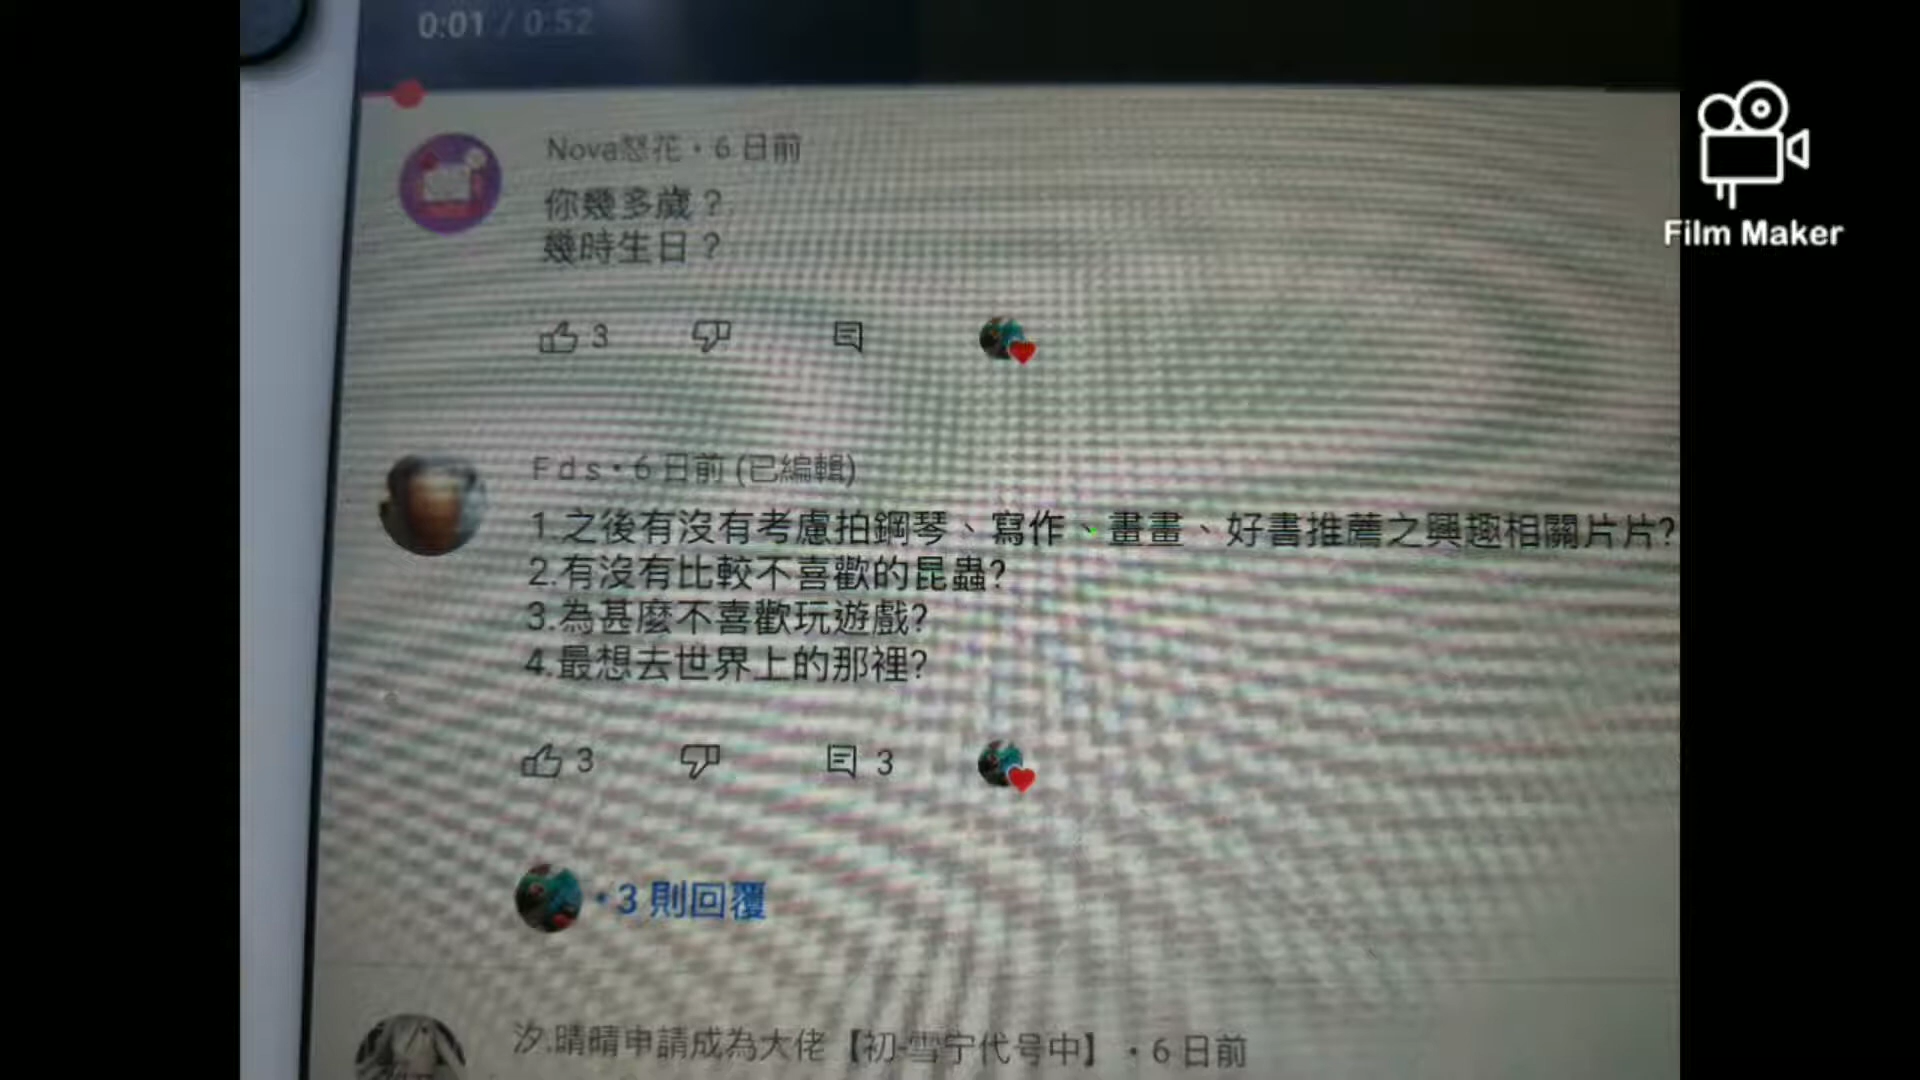 0:01 / 0:52
Film Maker
Nova怒花・6 日前
你幾多歲？
幾時生日？
3
F d s・6 日前 (已編輯)
1.之後有沒有考慮拍鋼琴、寫作、畫畫、好書推薦之興趣相關片片?
2.有沒有比較不喜歡的昆蟲?
3.為甚麼不喜歡玩遊戲?
4.最想去世界上的那裡?
3 3
・3 則回覆
汐.晴晴申請成為大佬【初-雪宁代号中】・6 日前